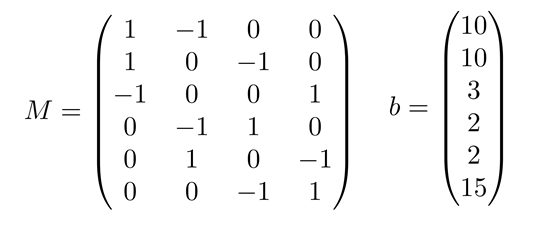 M = ( 1 −1 0 0
1 0 −1 0
−1 0 0 1
0 −1 1 0
0 1 0 −1
0 0 −1 1 )
b = ( 10
10
3
2
2
15 )